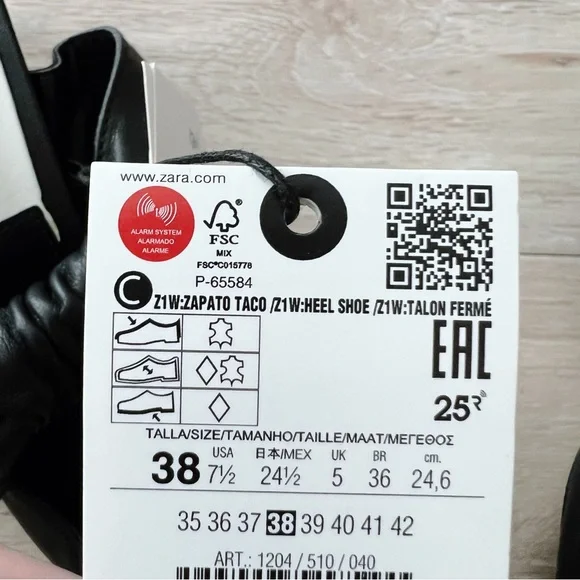 www.zara.com
ALARM SYSTEM
ALARMADO
ALARME
FSC
MIX
FSC®C015778
P-65584
C Z1W:ZAPATO TACO /Z1W:HEEL SHOE /Z1W:TALON FERMÉ
EAC
25R
TALLA/SIZE/TAMANHO/TAILLE/MAAT/ΜΕΓΕΘΟΣ
USA 日本/MEX UK BR cm.
38 7½ 24½ 5 36 24,6
35 36 37 38 39 40 41 42
ART.: 1204 / 510 / 040